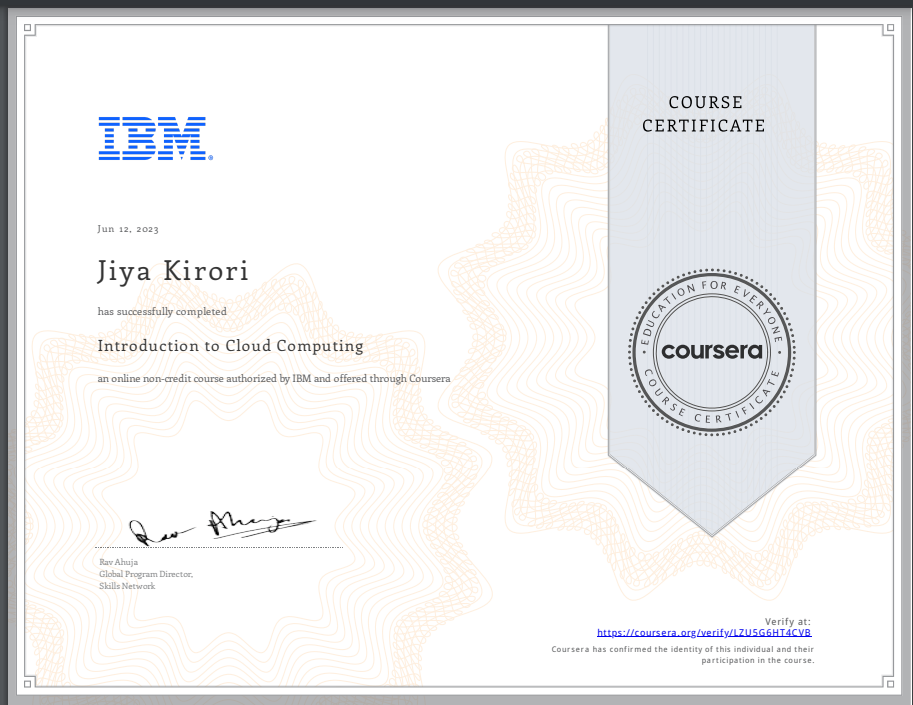 COURSE
CERTIFICATE
IBM®
Jun 12, 2023
Jiya Kirori
has successfully completed
Introduction to Cloud Computing
an online non-credit course authorized by IBM and offered through Coursera
EDUCATION FOR EVERYONE
coursera
COURSE CERTIFICATE
Rav Ahuja
Rav Ahuja
Global Program Director,
Skills Network
Verify at:
https://coursera.org/verify/LZU5G6HT4CVB
Coursera has confirmed the identity of this individual and their
participation in the course.